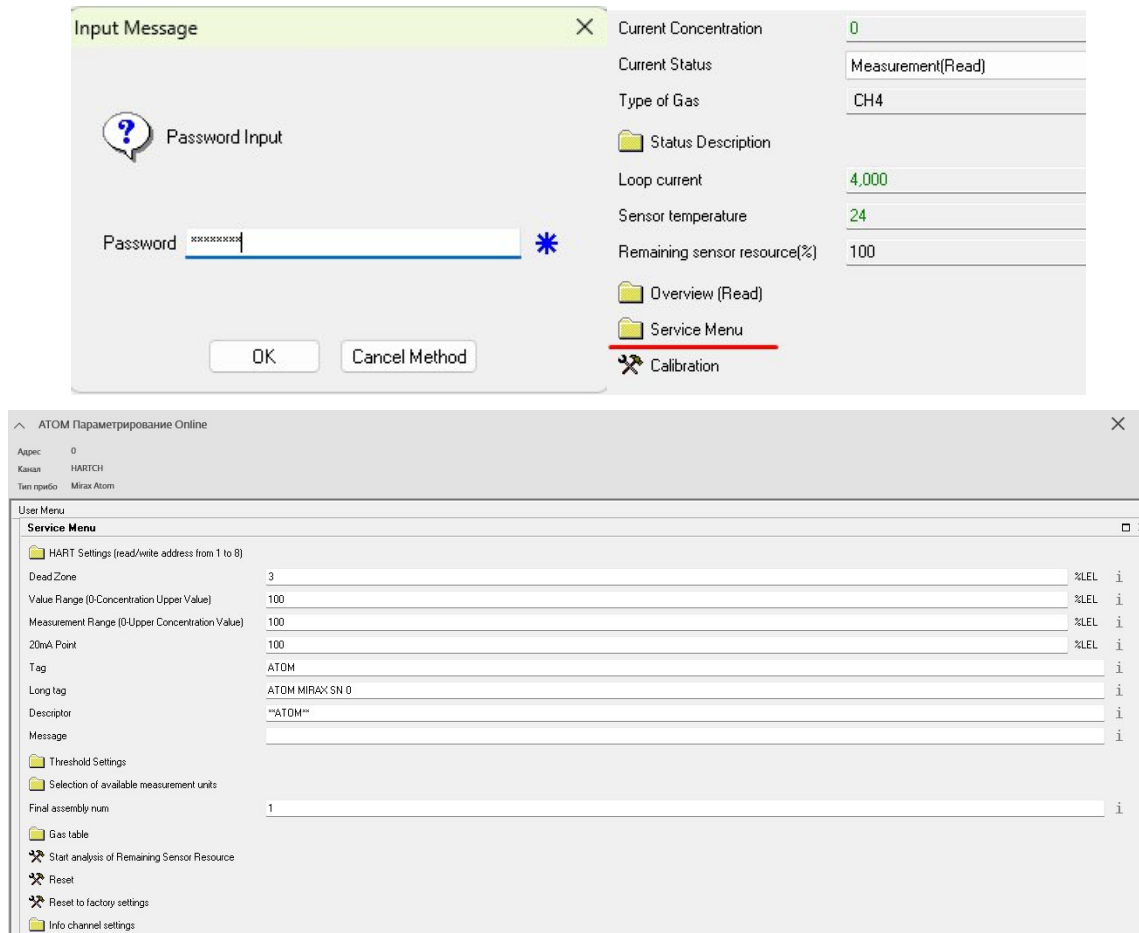 Input Message
Password Input
Password ********
OK Cancel Method
Current Concentration 0
Current Status Measurement(Read)
Type of Gas CH4
Status Description
Loop current 4,000
Sensor temperature 24
Remaining sensor resource(%) 100
Overview (Read)
Service Menu
Calibration
АТОМ Параметрирование Online
Адрес 0
Канал HARTCH
Тип прибо Mirax Atom
User Menu
Service Menu
HART Settings (read/write address from 1 to 8)
Dead Zone 3 %LEL i
Value Range (0-Concentration Upper Value) 100 %LEL i
Measurement Range (0-Upper Concentration Value) 100 %LEL i
20mA Point 100 %LEL i
Tag ATOM i
Long tag ATOM MIRAX SN 0 i
Descriptor **ATOM** i
Message i
Threshold Settings
Selection of available measurement units
Final assembly num 1 i
Gas table
Start analysis of Remaining Sensor Resource
Reset
Reset to factory settings
Info channel settings